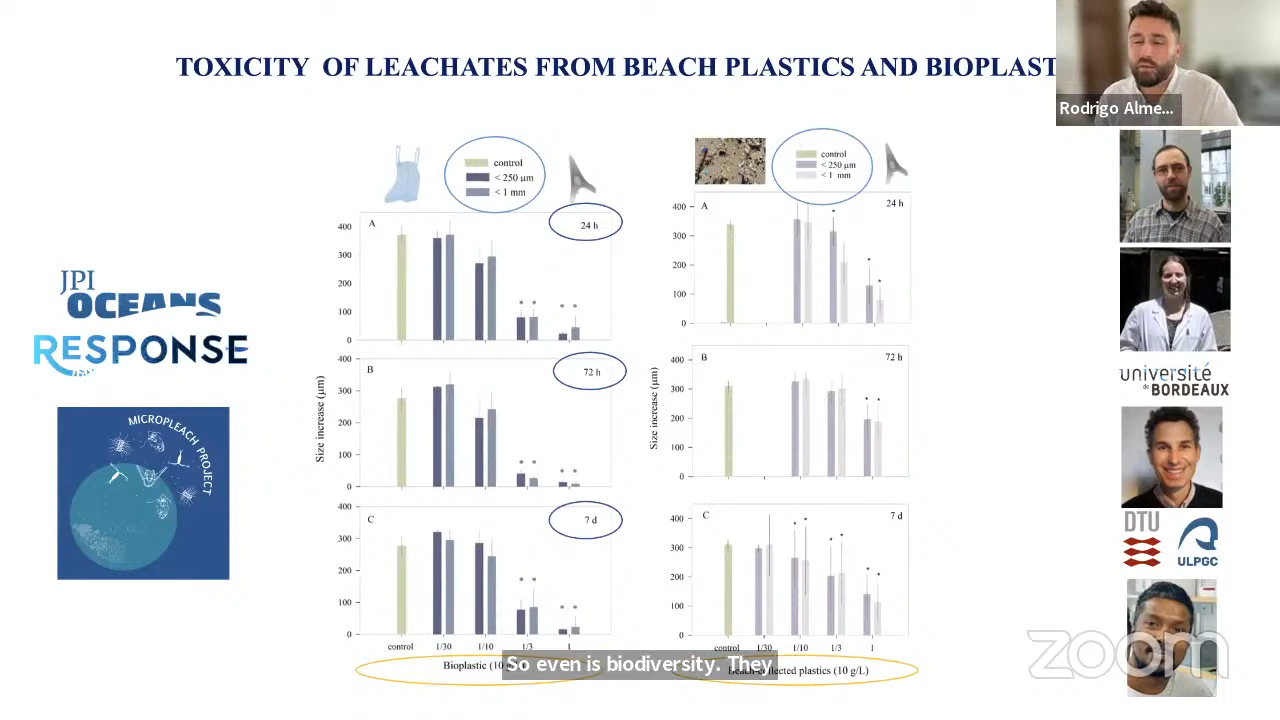 TOXICITY OF LEACHATES FROM BEACH PLASTICS AND BIOPLAST
Rodrigo Alme...
control
< 250 µm
< 1 mm
control
< 250 µm
< 1 mm
A
24 h
400
300
200
100
0
A
24 h
400
300
200
100
0
B
72 h
400
300
200
100
0
B
72 h
400
300
200
100
0
Size increase (µm)
Size increase (µm)
C
7 d
400
300
200
100
0
C
7 d
400
300
200
100
0
control 1/30 1/10 1/3 1
control 1/30 1/10 1/3 1
Bioplastic (10
Beach-collected plastics (10 g/L)
So even is biodiversity. They
JPI
OCEANS
RESPONSE
MICROPLEACH PROJECT
université
de BORDEAUX
DTU
ULPGC
zoom